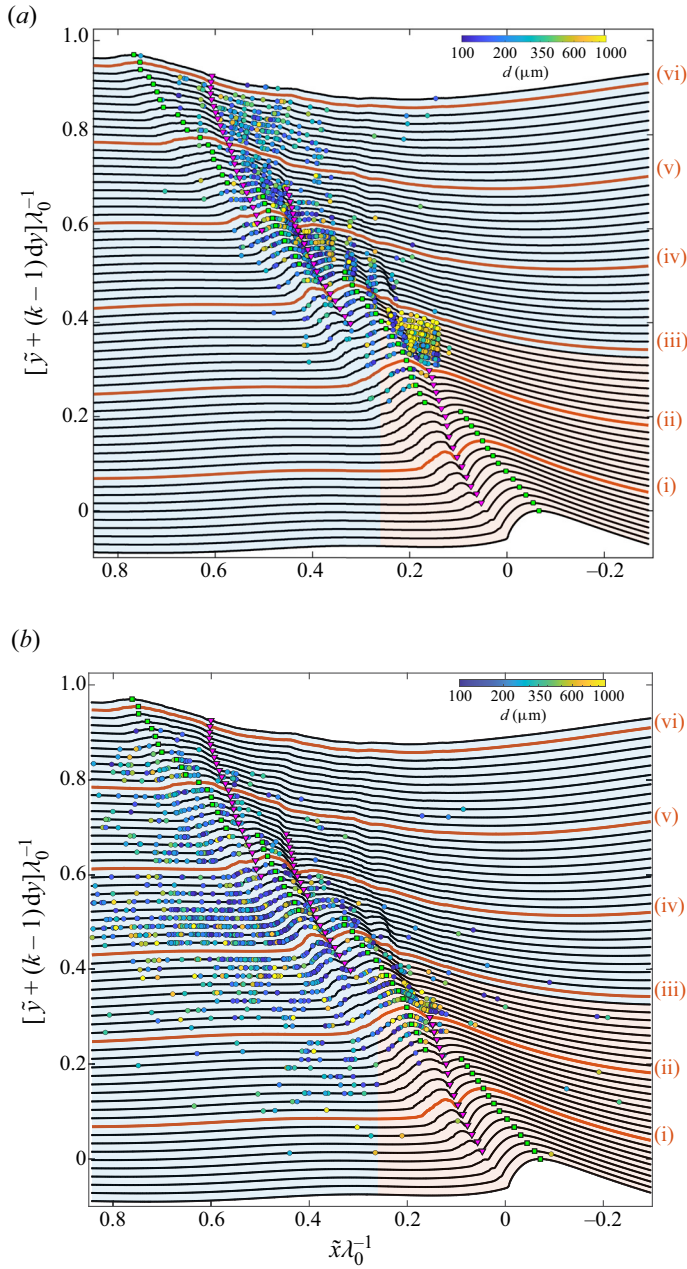 (a)
1.0
0.8
0.6
0.4
0.2
0
[ỹ + (k – 1) dy] λ₀⁻¹
100 200 350 600 1000
d (μm)
(vi)
(v)
(iv)
(iii)
(ii)
(i)
0.8 0.6 0.4 0.2 0 –0.2
(b)
1.0
0.8
0.6
0.4
0.2
0
[ỹ + (k – 1) dy] λ₀⁻¹
100 200 350 600 1000
d (μm)
(vi)
(v)
(iv)
(iii)
(ii)
(i)
0.8 0.6 0.4 0.2 0 –0.2
x̃λ₀⁻¹